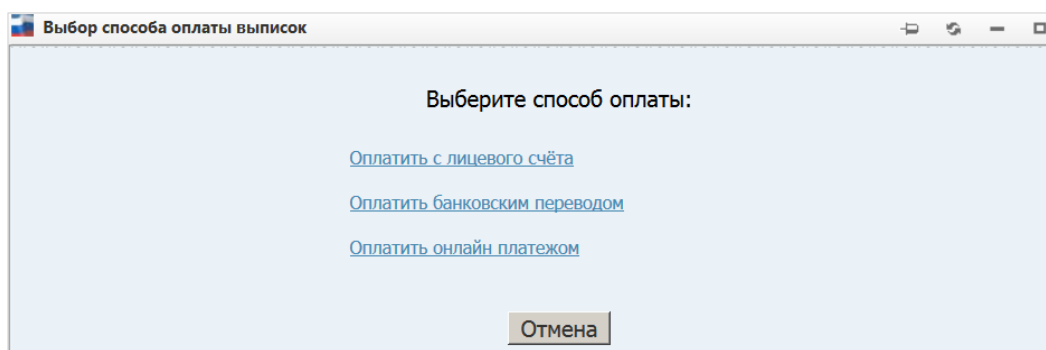 Выбор способа оплаты выписок
Выберите способ оплаты:
Оплатить с лицевого счёта
Оплатить банковским переводом
Оплатить онлайн платежом
Отмена